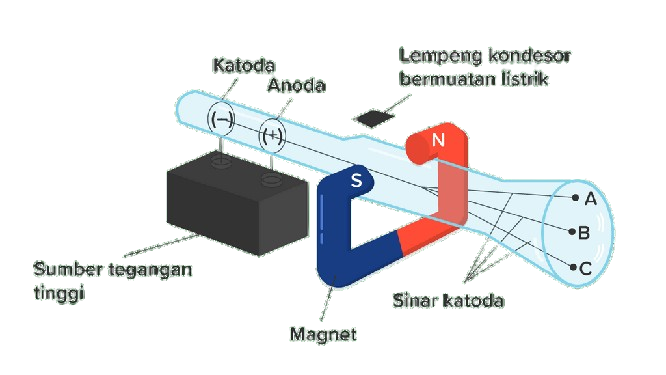 Lempeng kondesor
bermuatan listrik
Katoda
Anoda
(−)
(+)
N
S
A
B
C
Sumber tegangan
tinggi
Sinar katoda
Magnet